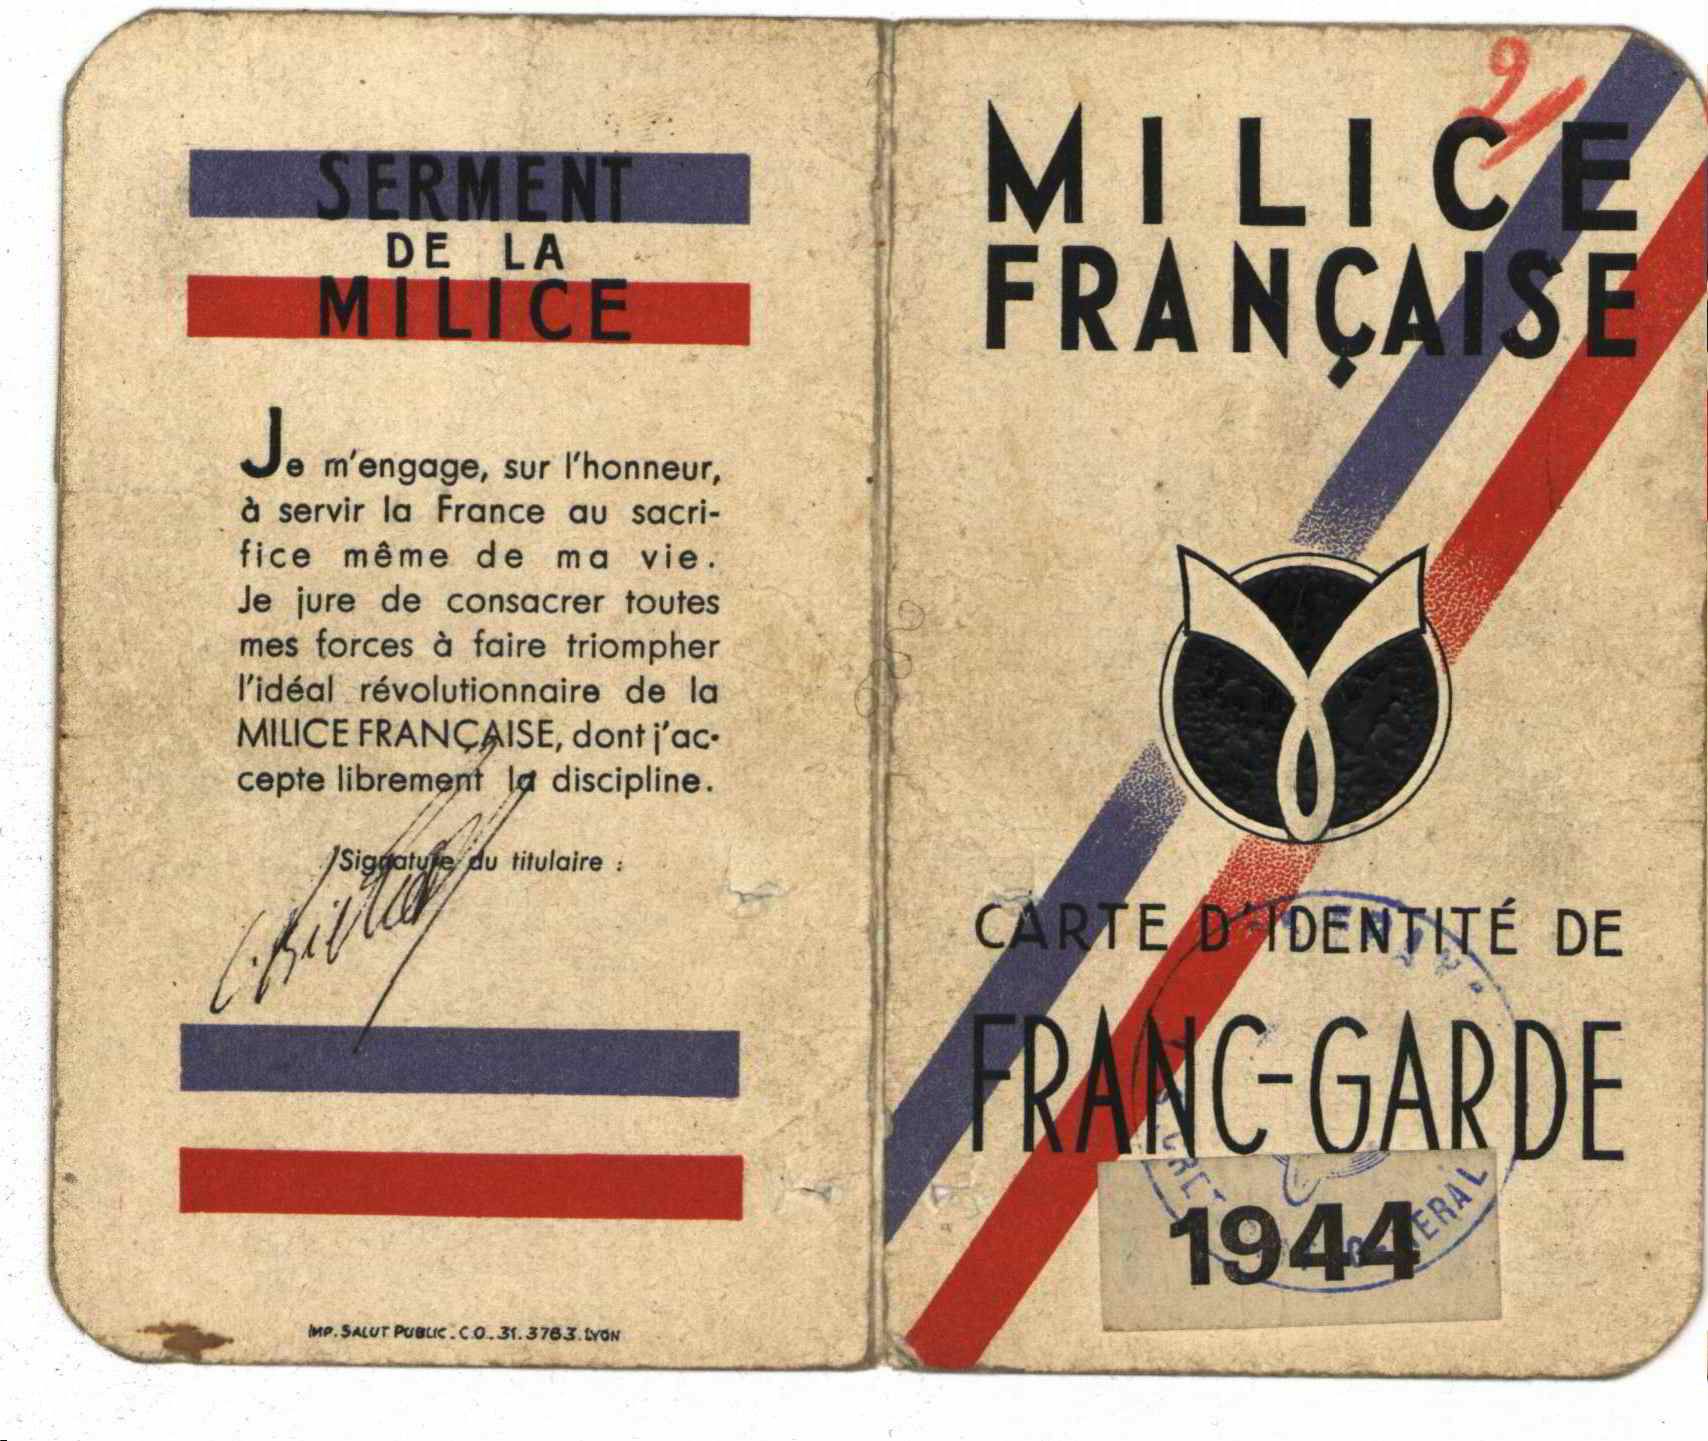 SERMENT
DE LA
MILICE
Je m'engage, sur l'honneur,
à servir la France au sacri-
fice même de ma vie.
Je jure de consacrer toutes
mes forces à faire triompher
l'idéal révolutionnaire de la
MILICE FRANÇAISE, dont j'ac-
cepte librement la discipline.
Signature du titulaire :
IMP. SALUT PUBLIC. C.O. 31.3763. LYON
MILICE
FRANÇAISE
CARTE D'IDENTITÉ DE
FRANC-GARDE
1944